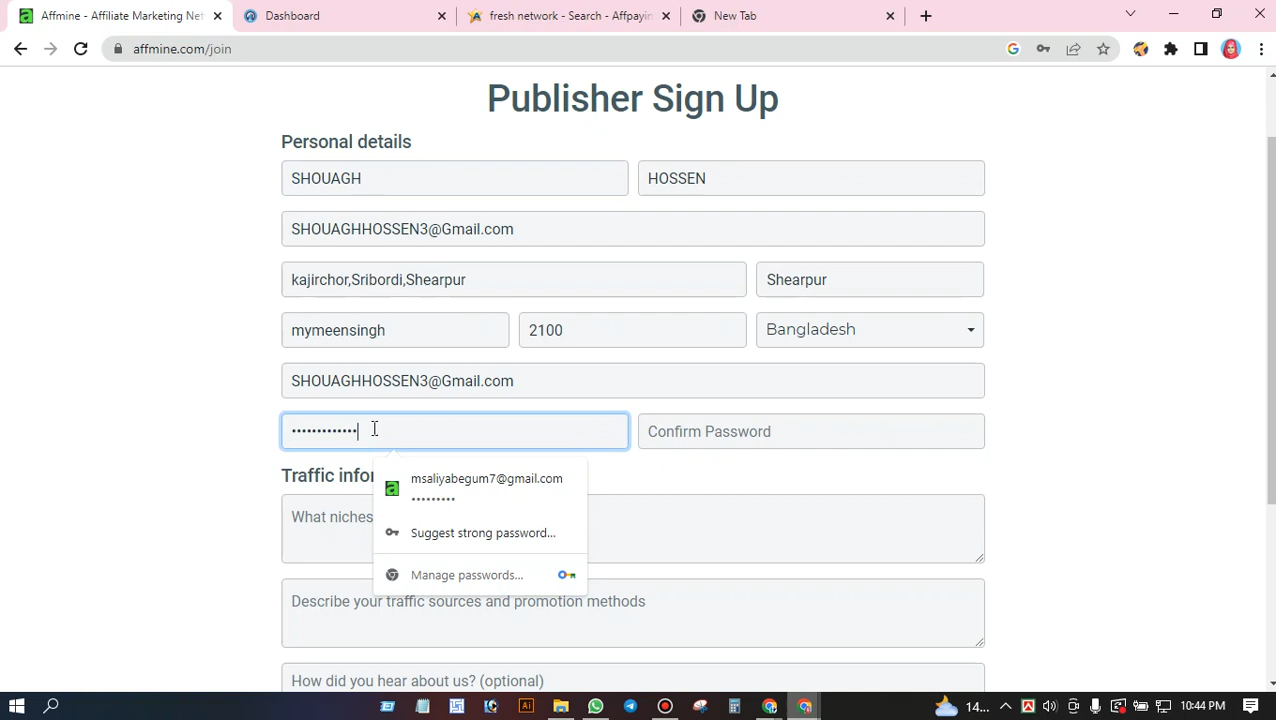 Affmine - Affiliate Marketing Net
Dashboard
fresh network - Search - Affpayin
New Tab
affmine.com/join
Publisher Sign Up
Personal details
SHOUAGH
HOSSEN
SHOUAGHHOSSEN3@Gmail.com
kajirchor,Sribordi,Shearpur
Shearpur
mymeensingh
2100
Bangladesh
SHOUAGHHOSSEN3@Gmail.com
•••••••••••••
Confirm Password
Traffic infor
msaliyabegum7@gmail.com
•••••••••
What niches
Suggest strong password...
Manage passwords...
Describe your traffic sources and promotion methods
How did you hear about us? (optional)
14...
10:44 PM